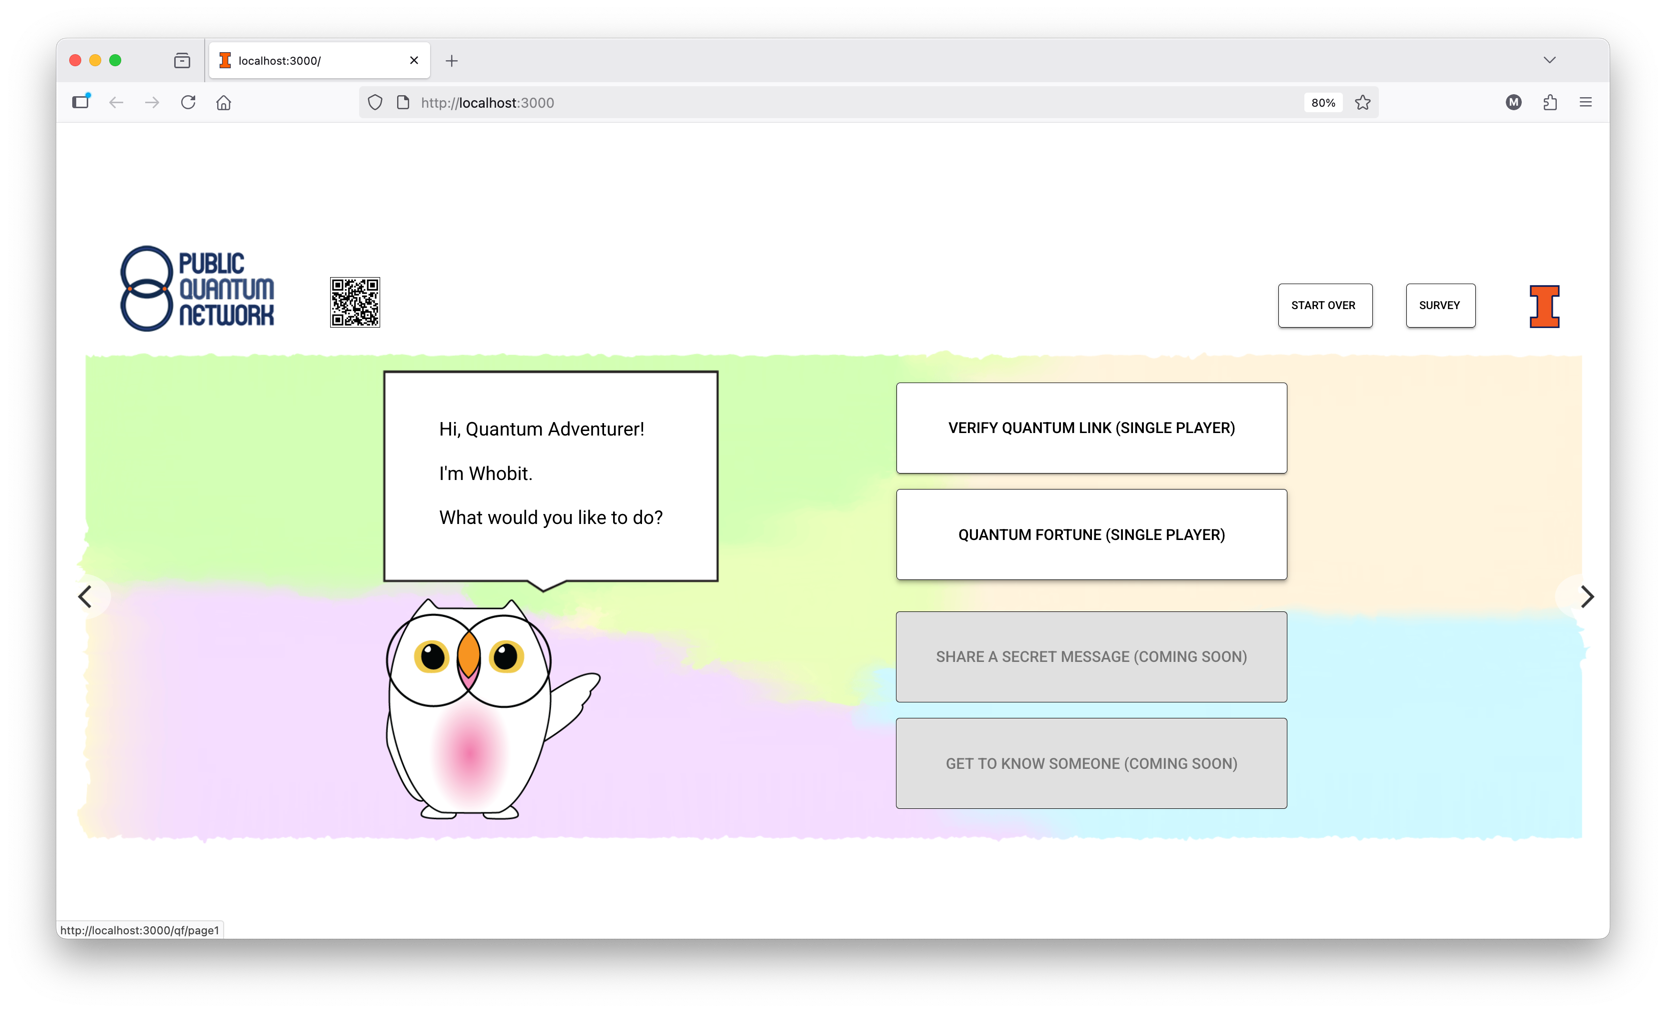 localhost:3000/
http://localhost:3000
80%
M
PUBLIC
QUANTUM
NETWORK
START OVER
SURVEY
Hi, Quantum Adventurer!
I'm Whobit.
What would you like to do?
VERIFY QUANTUM LINK (SINGLE PLAYER)
QUANTUM FORTUNE (SINGLE PLAYER)
SHARE A SECRET MESSAGE (COMING SOON)
GET TO KNOW SOMEONE (COMING SOON)
http://localhost:3000/qf/page1